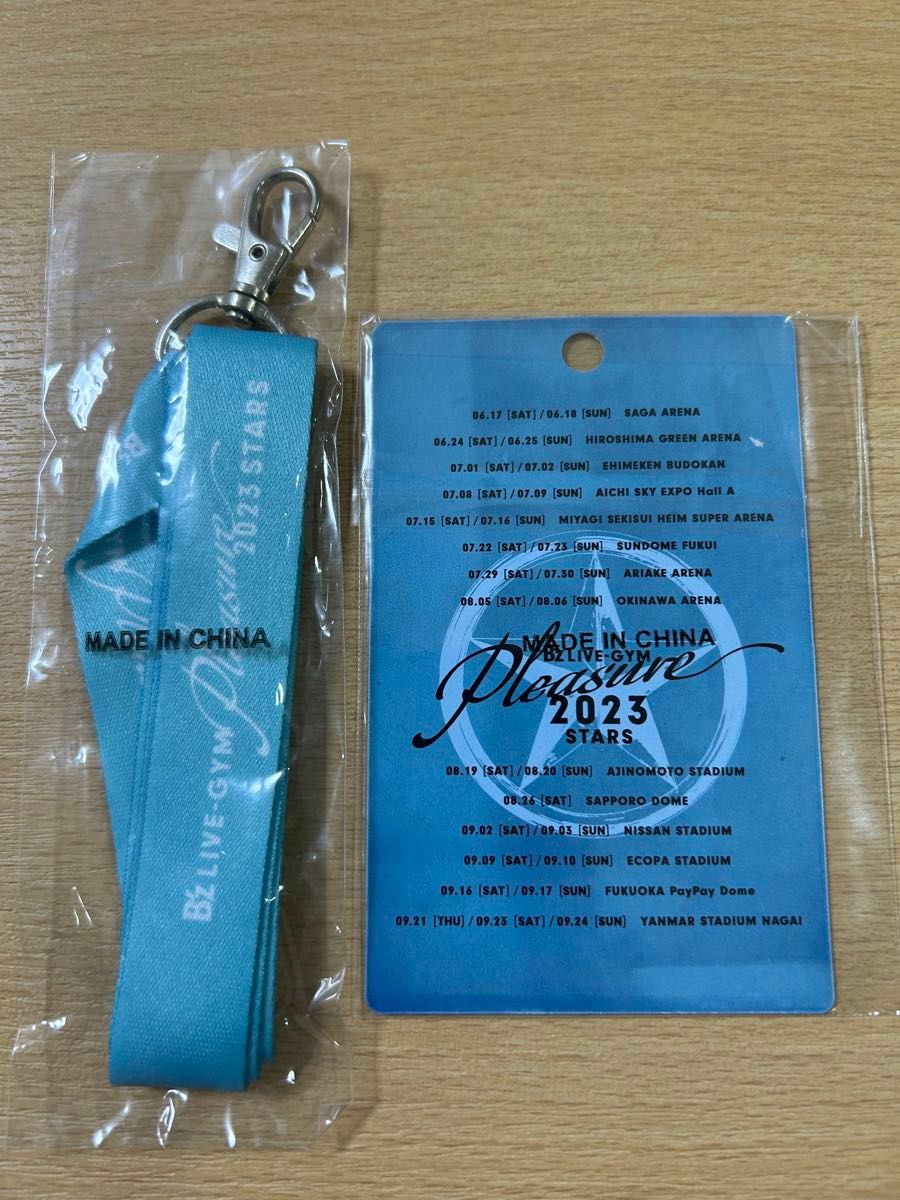 B'z LIVE-GYM Pleasure 2023 STARS
MADE IN CHINA
06.17 [SAT] / 06.18 [SUN] SAGA ARENA
06.24 [SAT] / 06.25 [SUN] HIROSHIMA GREEN ARENA
07.01 [SAT] / 07.02 [SUN] EHIMEKEN BUDOKAN
07.08 [SAT] / 07.09 [SUN] AICHI SKY EXPO Hall A
07.15 [SAT] / 07.16 [SUN] MIYAGI SEKISUI HEIM SUPER ARENA
07.22 [SAT] / 07.23 [SUN] SUNDOME FUKUI
07.29 [SAT] / 07.30 [SUN] ARIAKE ARENA
08.05 [SAT] / 08.06 [SUN] OKINAWA ARENA
MADE IN CHINA
B'z LIVE-GYM
Pleasure
2023
STARS
08.19 [SAT] / 08.20 [SUN] AJINOMOTO STADIUM
08.26 [SAT] SAPPORO DOME
09.02 [SAT] / 09.03 [SUN] NISSAN STADIUM
09.09 [SAT] / 09.10 [SUN] ECOPA STADIUM
09.16 [SAT] / 09.17 [SUN] FUKUOKA PayPay Dome
09.21 [THU] / 09.23 [SAT] / 09.24 [SUN] YANMAR STADIUM NAGAI